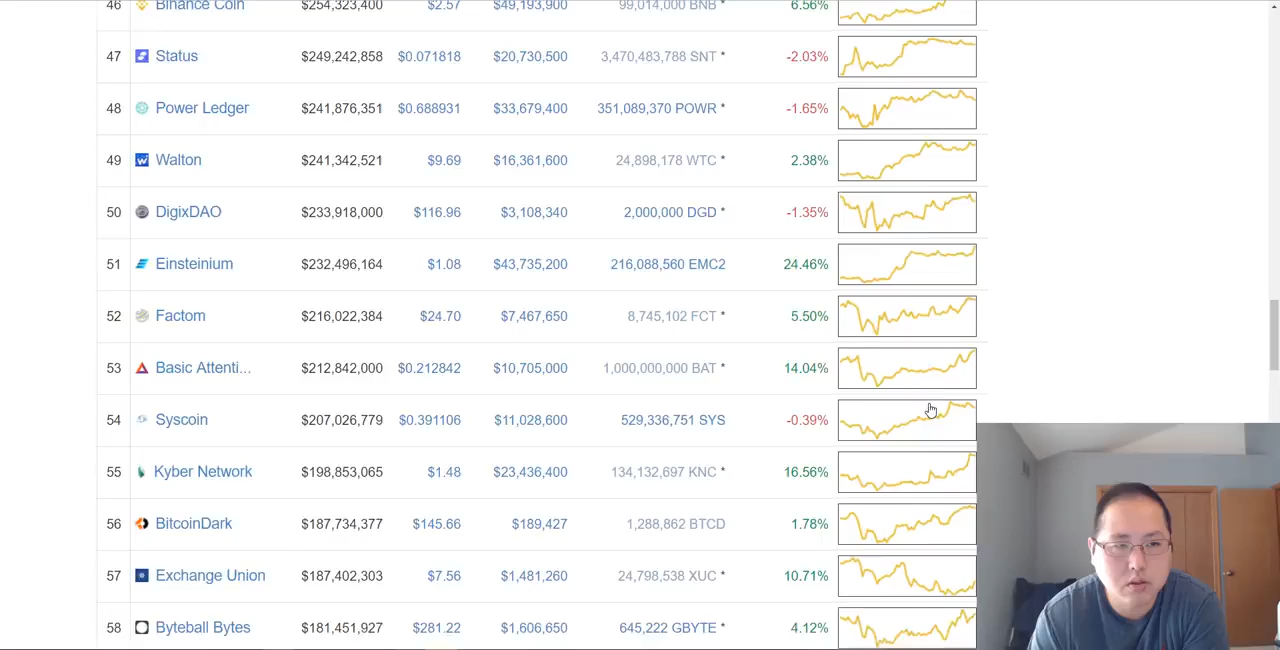 46 Binance Coin $254,323,400 $2.57 $49,193,900 99,014,000 BNB * 6.56%
47 Status $249,242,858 $0.071818 $20,730,500 3,470,483,788 SNT * -2.03%
48 Power Ledger $241,876,351 $0.688931 $33,679,400 351,089,370 POWR * -1.65%
49 Walton $241,342,521 $9.69 $16,361,600 24,898,178 WTC * 2.38%
50 DigixDAO $233,918,000 $116.96 $3,108,340 2,000,000 DGD * -1.35%
51 Einsteinium $232,496,164 $1.08 $43,735,200 216,088,560 EMC2 24.46%
52 Factom $216,022,384 $24.70 $7,467,650 8,745,102 FCT * 5.50%
53 Basic Attenti... $212,842,000 $0.212842 $10,705,000 1,000,000,000 BAT * 14.04%
54 Syscoin $207,026,779 $0.391106 $11,028,600 529,336,751 SYS -0.39%
55 Kyber Network $198,853,065 $1.48 $23,436,400 134,132,697 KNC * 16.56%
56 BitcoinDark $187,734,377 $145.66 $189,427 1,288,862 BTCD 1.78%
57 Exchange Union $187,402,303 $7.56 $1,481,260 24,798,538 XUC * 10.71%
58 Byteball Bytes $181,451,927 $281.22 $1,606,650 645,222 GBYTE * 4.12%